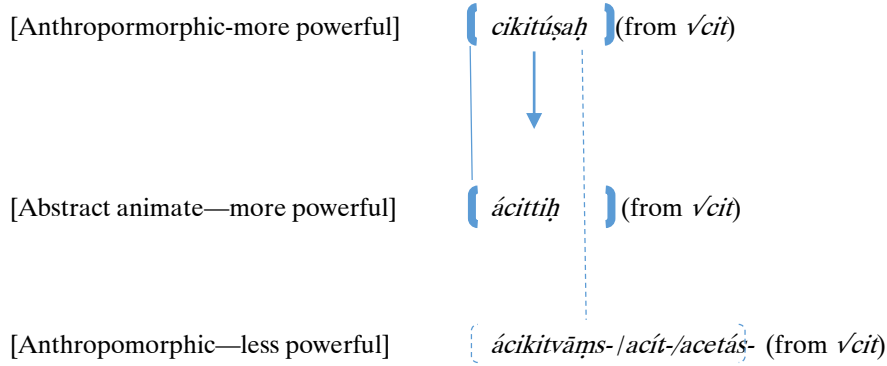 [Anthropormorphic-more powerful] cikitúṣaḥ (from √cit)
[Abstract animate—more powerful] ácittiḥ (from √cit)
[Anthropomorphic—less powerful] ácikitvāṃs- /acít-/acetás- (from √cit)